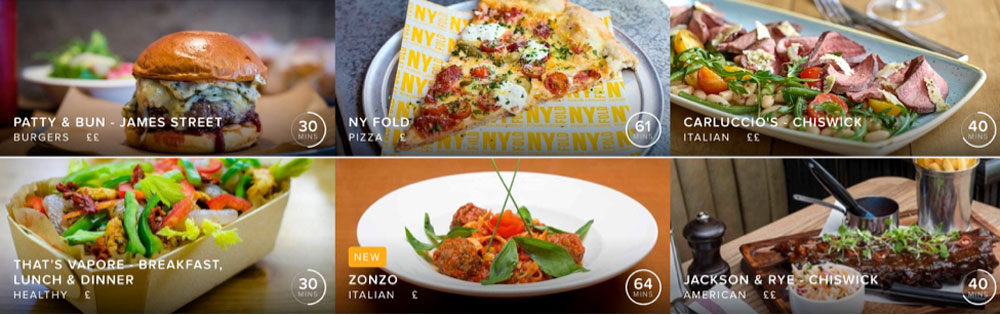 PATTY & BUN - JAMES STREET
BURGERS ££
30
MINS
NY FOLD
PIZZA £
61
MINS
CARLUCCIO'S - CHISWICK
ITALIAN ££
40
MINS
THAT'S VAPORE - BREAKFAST,
LUNCH & DINNER
HEALTHY £
30
MINS
NEW
ZONZO
ITALIAN £
64
MINS
JACKSON & RYE - CHISWICK
AMERICAN ££
40
MINS